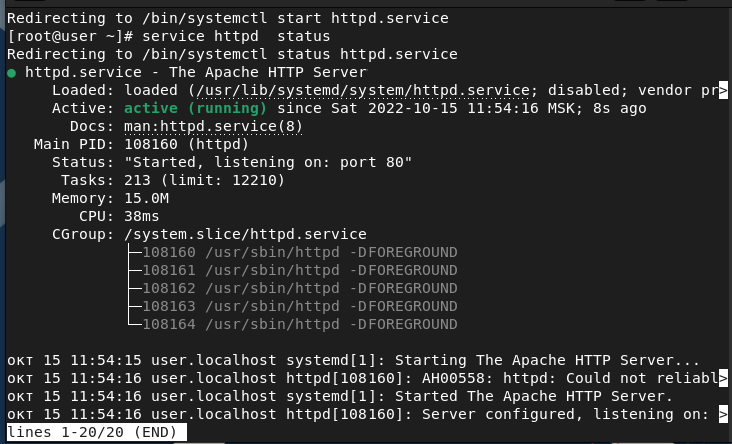 Redirecting to /bin/systemctl start httpd.service
[root@user ~]# service httpd  status
Redirecting to /bin/systemctl status httpd.service
● httpd.service - The Apache HTTP Server
     Loaded: loaded (/usr/lib/systemd/system/httpd.service; disabled; vendor pr>
     Active: active (running) since Sat 2022-10-15 11:54:16 MSK; 8s ago
       Docs: man:httpd.service(8)
   Main PID: 108160 (httpd)
     Status: "Started, listening on: port 80"
      Tasks: 213 (limit: 12210)
     Memory: 15.0M
        CPU: 38ms
     CGroup: /system.slice/httpd.service
             ├─108160 /usr/sbin/httpd -DFOREGROUND
             ├─108161 /usr/sbin/httpd -DFOREGROUND
             ├─108162 /usr/sbin/httpd -DFOREGROUND
             ├─108163 /usr/sbin/httpd -DFOREGROUND
             └─108164 /usr/sbin/httpd -DFOREGROUND

окт 15 11:54:15 user.localhost systemd[1]: Starting The Apache HTTP Server...
окт 15 11:54:16 user.localhost httpd[108160]: AH00558: httpd: Could not reliabl>
окт 15 11:54:16 user.localhost systemd[1]: Started The Apache HTTP Server.
окт 15 11:54:16 user.localhost httpd[108160]: Server configured, listening on: >
lines 1-20/20 (END)